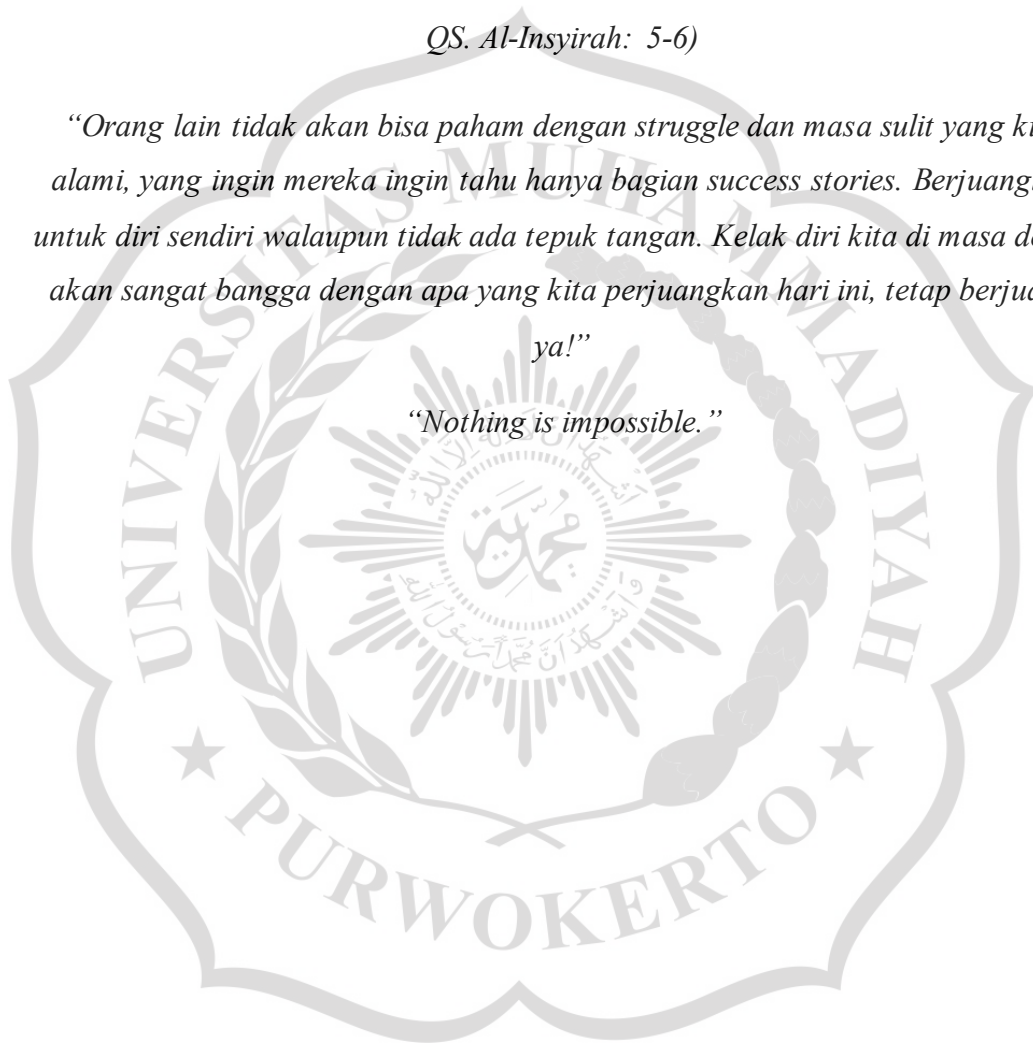 QS. Al-Insyirah: 5-6)
“Orang lain tidak akan bisa paham dengan struggle dan masa sulit yang
alami, yang ingin mereka ingin tahu hanya bagian success stories.
untuk diri sendiri walaupun tidak ada tepuk tangan. Kelak diri kita di masa
akan sangat bangga dengan apa yang kita perjuangkan hari ini, tetap
ya!”
“Nothing is impossible.”
UNIVERSITAS MUHAMMADIYAH
PURWOKERTO